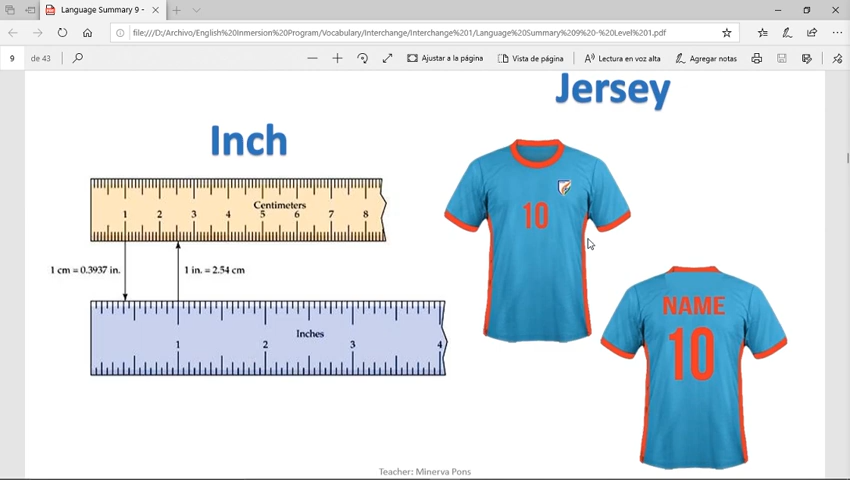 Language Summary 9 -
file:///D:/Archivo/English%20Inmersion%20Program/Vocabulary/Interchange/Interchange%201/Language%20Summary%209%20-%20Level%201.pdf
9 de 43
Ajustar a la página
Vista de página
Lectura en voz alta
Agregar notas
Jersey
Inch
Centimeters
1 2 3 4 5 6 7 8
1 cm = 0.3937 in.
1 in. = 2.54 cm
Inches
1 2 3 4
10
NAME
10
Teacher: Minerva Pons